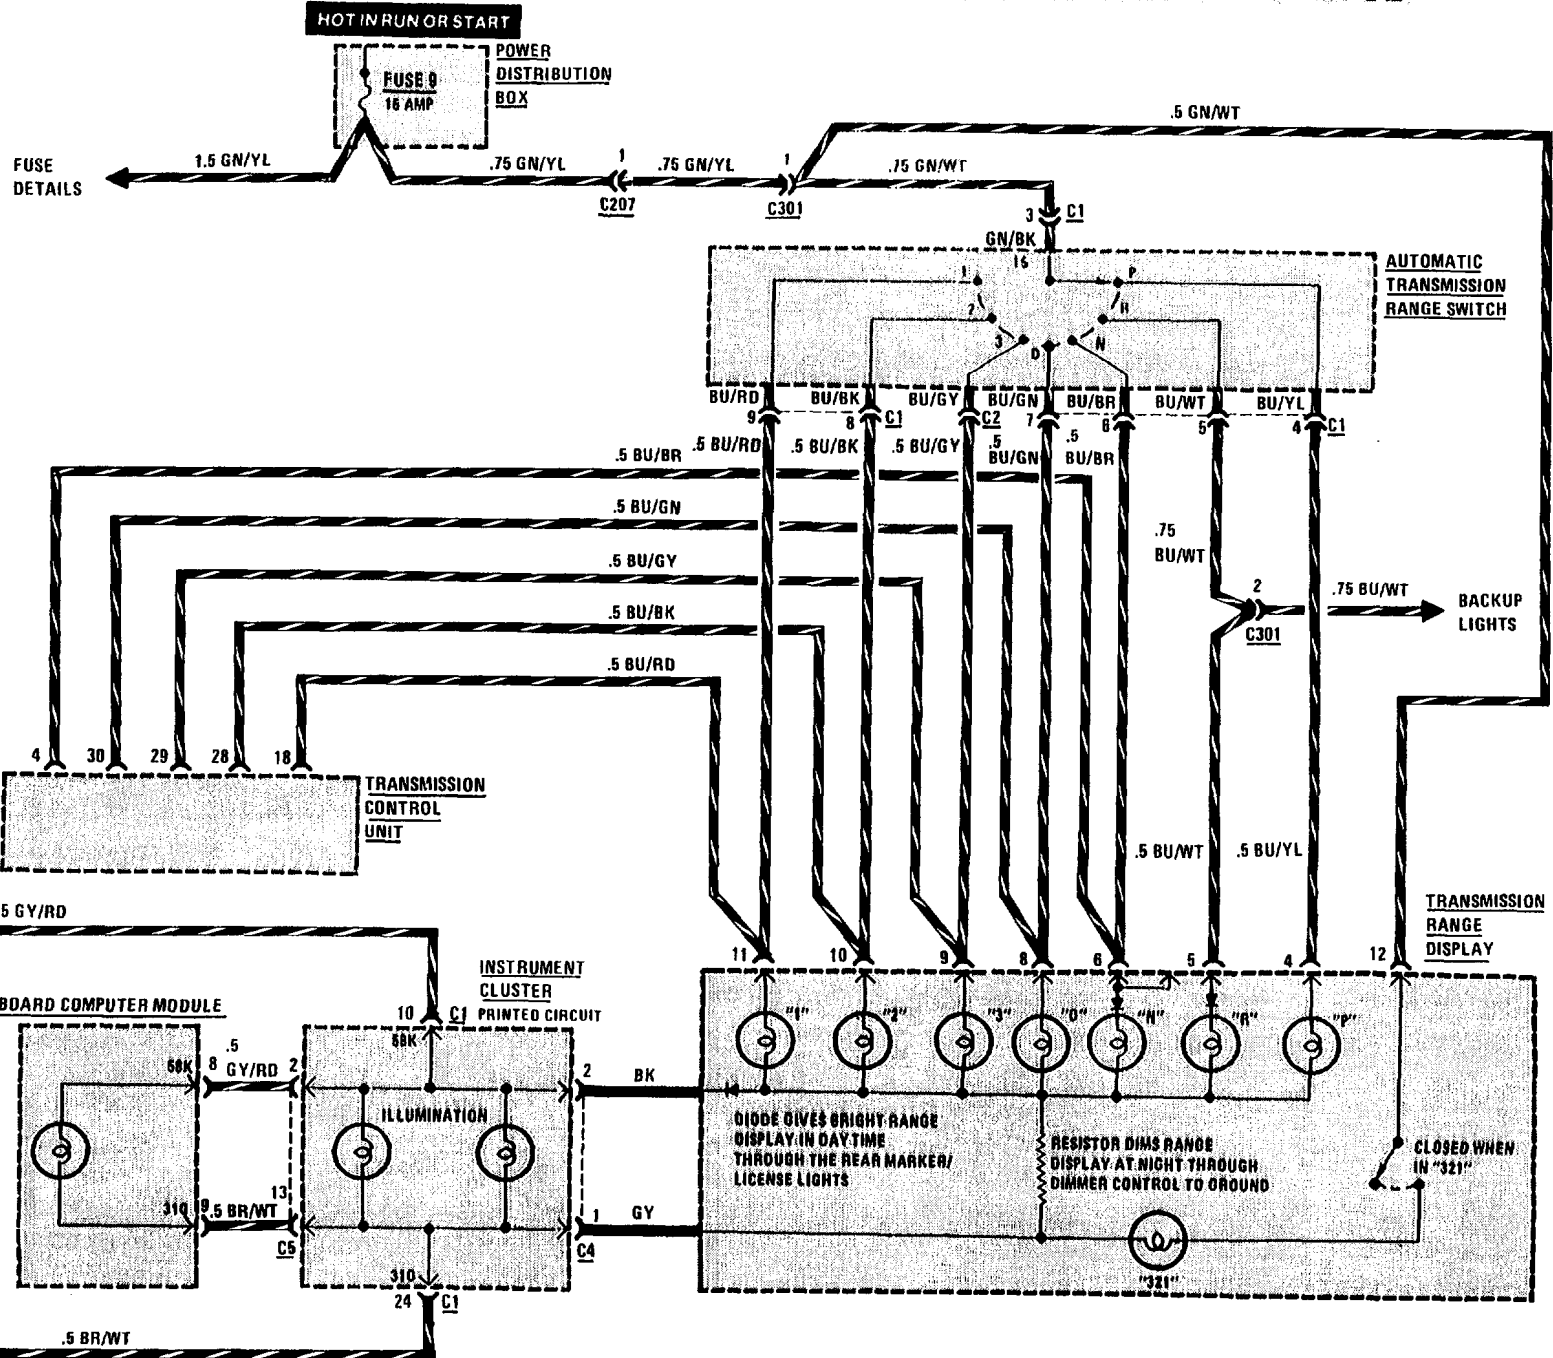 HOT IN RUN OR START
POWER
DISTRIBUTION
BOX
FUSE 9
15 AMP
FUSE
DETAILS
1.5 GN/YL
.75 GN/YL
1
C207
.75 GN/YL
1
C301
.75 GN/WT
.5 GN/WT
3
C1
GN/BK
15
AUTOMATIC
TRANSMISSION
RANGE SWITCH
1
2
3
D
N
R
P
BU/RD
BU/BK
BU/GY
BU/GN
BU/BR
BU/WT
BU/YL
9
8
C1
C2
7
6
5
4
C1
.5 BU/RD
.5 BU/BK
.5 BU/GY
.5
BU/GN
.5
BU/BR
.5 BU/BR
.5 BU/GN
.5 BU/GY
.5 BU/BK
.5 BU/RD
.75
BU/WT
2
C301
.75 BU/WT
BACKUP
LIGHTS
4
30
29
28
18
TRANSMISSION
CONTROL
UNIT
.5 BU/WT
.5 BU/YL
TRANSMISSION
RANGE
DISPLAY
11
10
9
8
6
5
4
12
"1"
"2"
"3"
"D"
"N"
"R"
"P"
5 GY/RD
INSTRUMENT
CLUSTER
PRINTED CIRCUIT
10
C1
58K
BOARD COMPUTER MODULE
58K
8
.5
GY/RD
2
ILLUMINATION
2
BK
DIODE GIVES BRIGHT RANGE
DISPLAY IN DAYTIME
THROUGH THE REAR MARKER/
LICENSE LIGHTS
RESISTOR DIMS RANGE
DISPLAY AT NIGHT THROUGH
DIMMER CONTROL TO GROUND
CLOSED WHEN
IN "321"
31D
9
.5 BR/WT
13
C5
1
GY
C4
"321"
31D
24
C1
.5 BR/WT